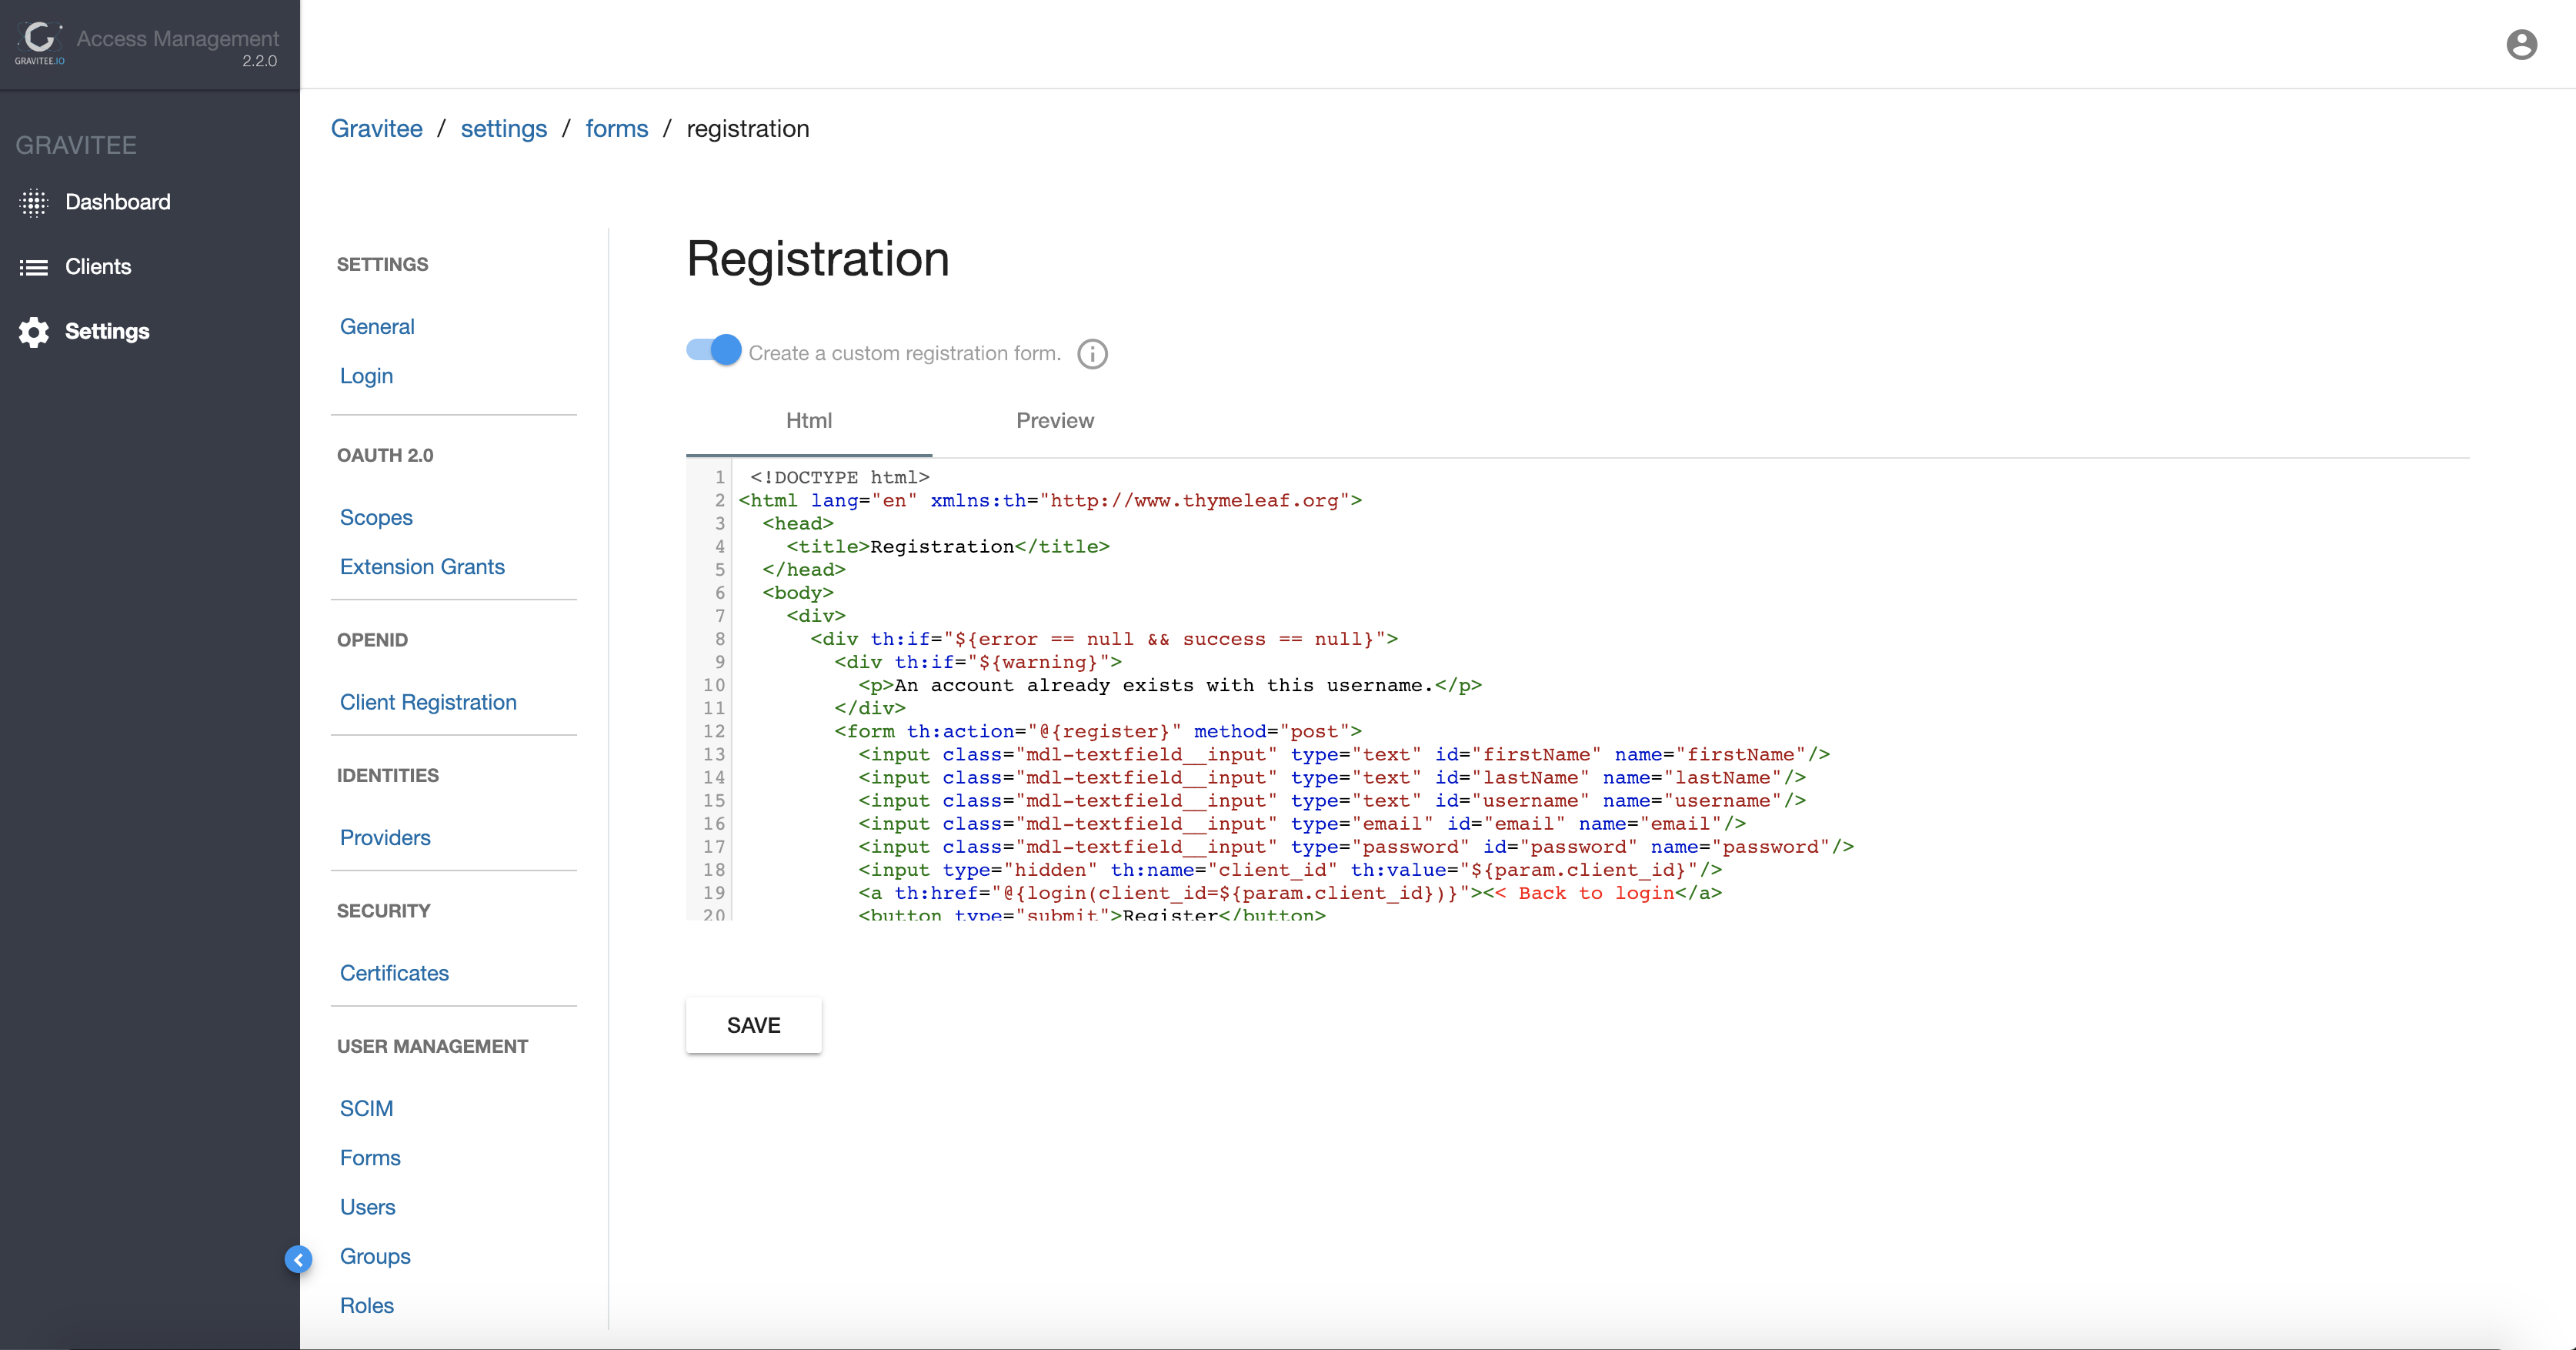 GRAVITEE.IO
Access Management
2.2.0
GRAVITEE
Dashboard
Clients
Settings
Gravitee / settings / forms / registration
SETTINGS
General
Login
OAUTH 2.0
Scopes
Extension Grants
OPENID
Client Registration
IDENTITIES
Providers
SECURITY
Certificates
USER MANAGEMENT
SCIM
Forms
Users
Groups
Roles
Registration
Create a custom registration form.
Html Preview
1 <!DOCTYPE html>
2 <html lang="en" xmlns:th="http://www.thymeleaf.org">
3 <head>
4 <title>Registration</title>
5 </head>
6 <body>
7 <div>
8 <div th:if="${error == null && success == null}">
9 <div th:if="${warning}">
10 <p>An account already exists with this username.</p>
11 </div>
12 <form th:action="@{register}" method="post">
13 <input class="mdl-textfield__input" type="text" id="firstName" name="firstName"/>
14 <input class="mdl-textfield__input" type="text" id="lastName" name="lastName"/>
15 <input class="mdl-textfield__input" type="text" id="username" name="username"/>
16 <input class="mdl-textfield__input" type="email" id="email" name="email"/>
17 <input class="mdl-textfield__input" type="password" id="password" name="password"/>
18 <input type="hidden" th:name="client_id" th:value="${param.client_id}"/>
19 <a th:href="@{login(client_id=${param.client_id})}"><< Back to login</a>
20 <button type="submit">Register</button>
SAVE